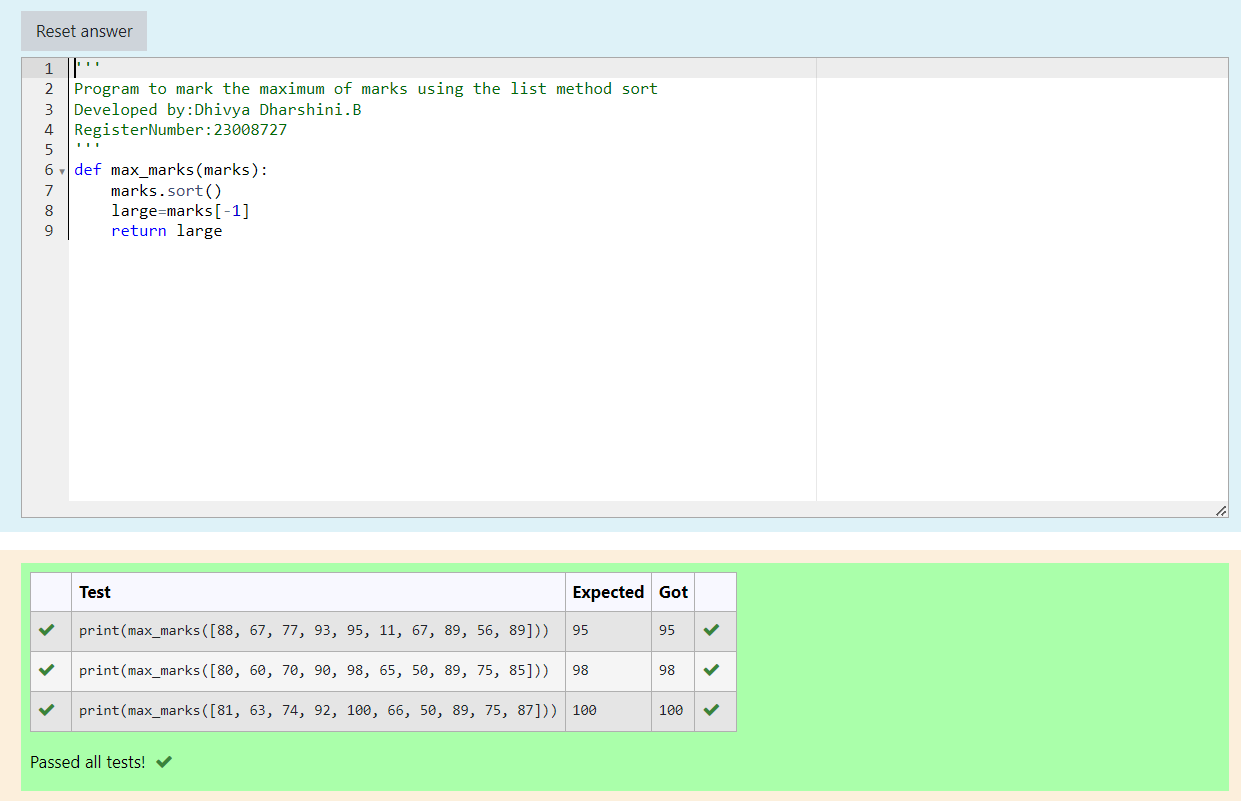 Reset answer
1 '''
2 Program to mark the maximum of marks using the list method sort
3 Developed by:Dhivya Dharshini.B
4 RegisterNumber:23008727
5 '''
6 def max_marks(marks):
7     marks.sort()
8     large=marks[-1]
9     return large
Test Expected Got
print(max_marks([88, 67, 77, 93, 95, 11, 67, 89, 56, 89])) 95 95
print(max_marks([80, 60, 70, 90, 98, 65, 50, 89, 75, 85])) 98 98
print(max_marks([81, 63, 74, 92, 100, 66, 50, 89, 75, 87])) 100 100
Passed all tests!